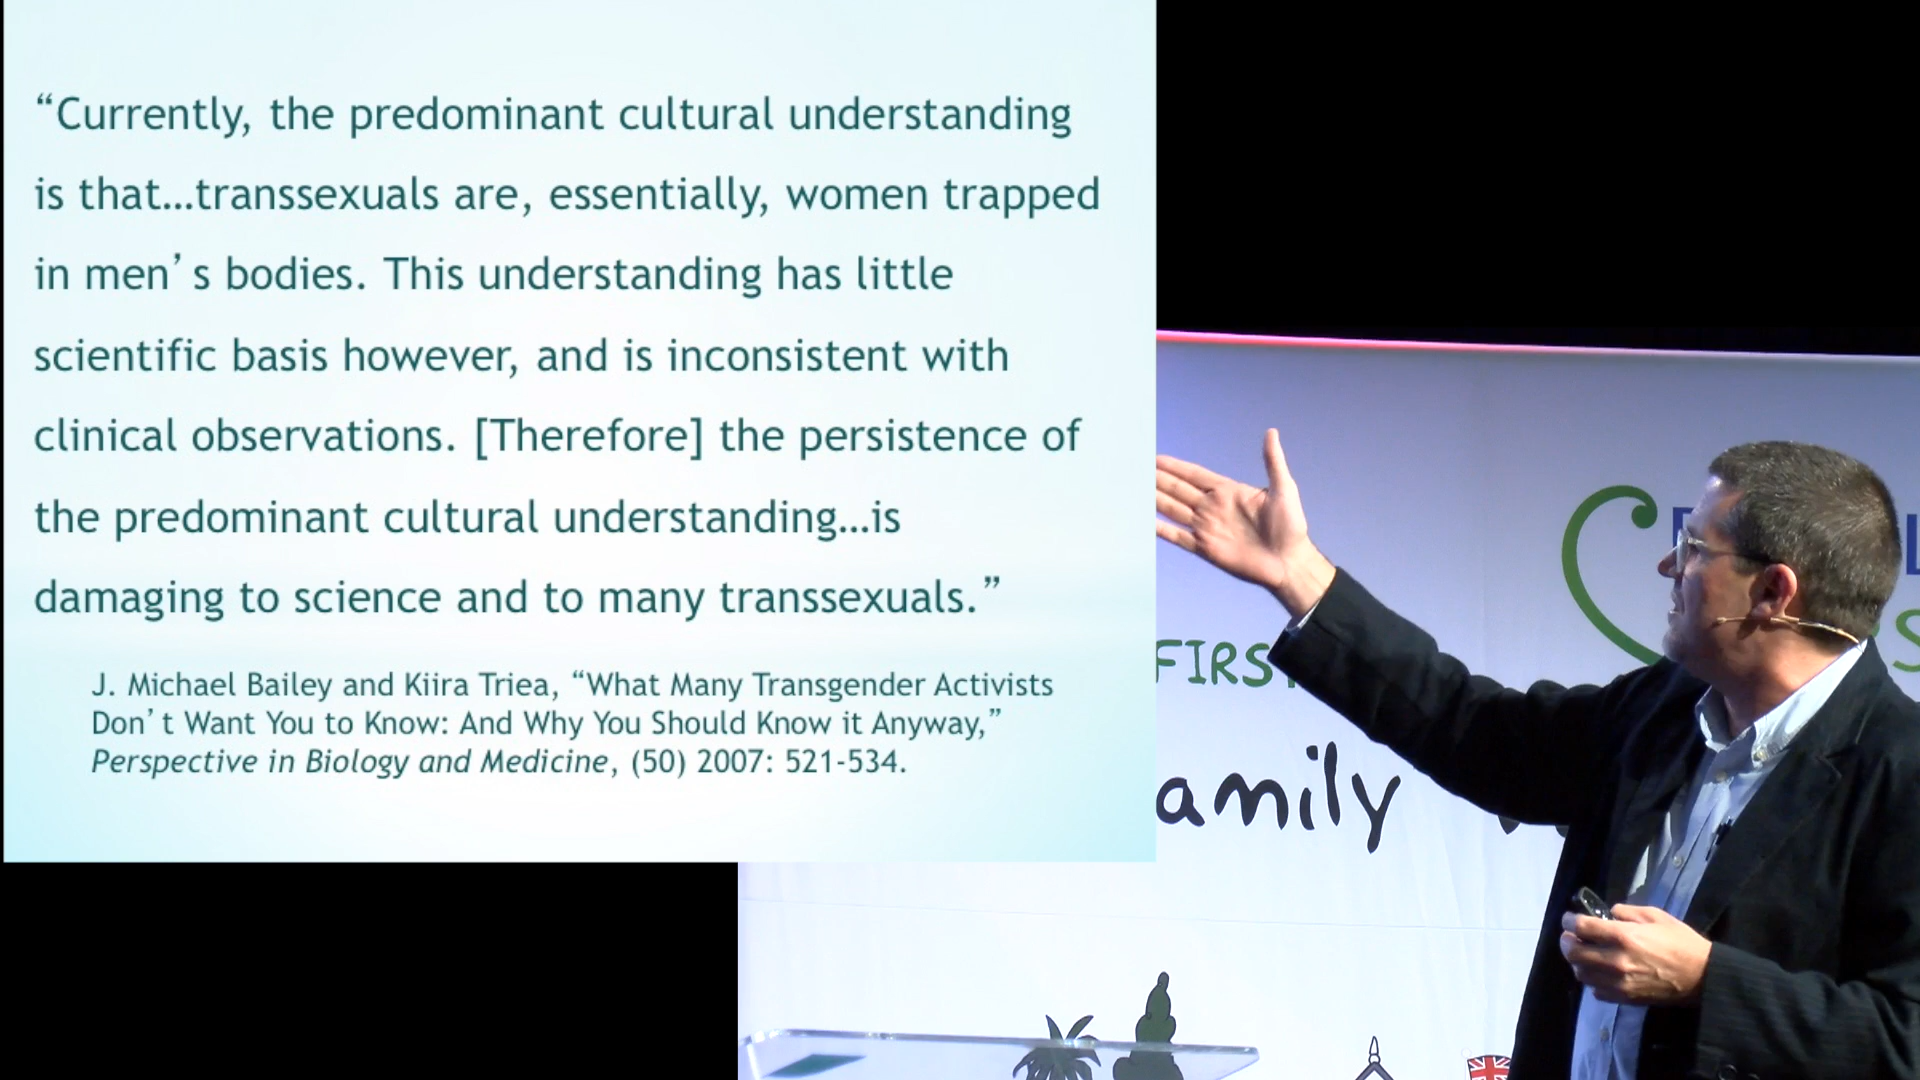 “Currently, the predominant cultural understanding
is that…transsexuals are, essentially, women trapped
in men’s bodies. This understanding has little
scientific basis however, and is inconsistent with
clinical observations. [Therefore] the persistence of
the predominant cultural understanding…is
damaging to science and to many transsexuals.”
J. Michael Bailey and Kiira Triea, “What Many Transgender Activists
Don’t Want You to Know: And Why You Should Know it Anyway,”
Perspective in Biology and Medicine, (50) 2007: 521-534.
FIRS
amily